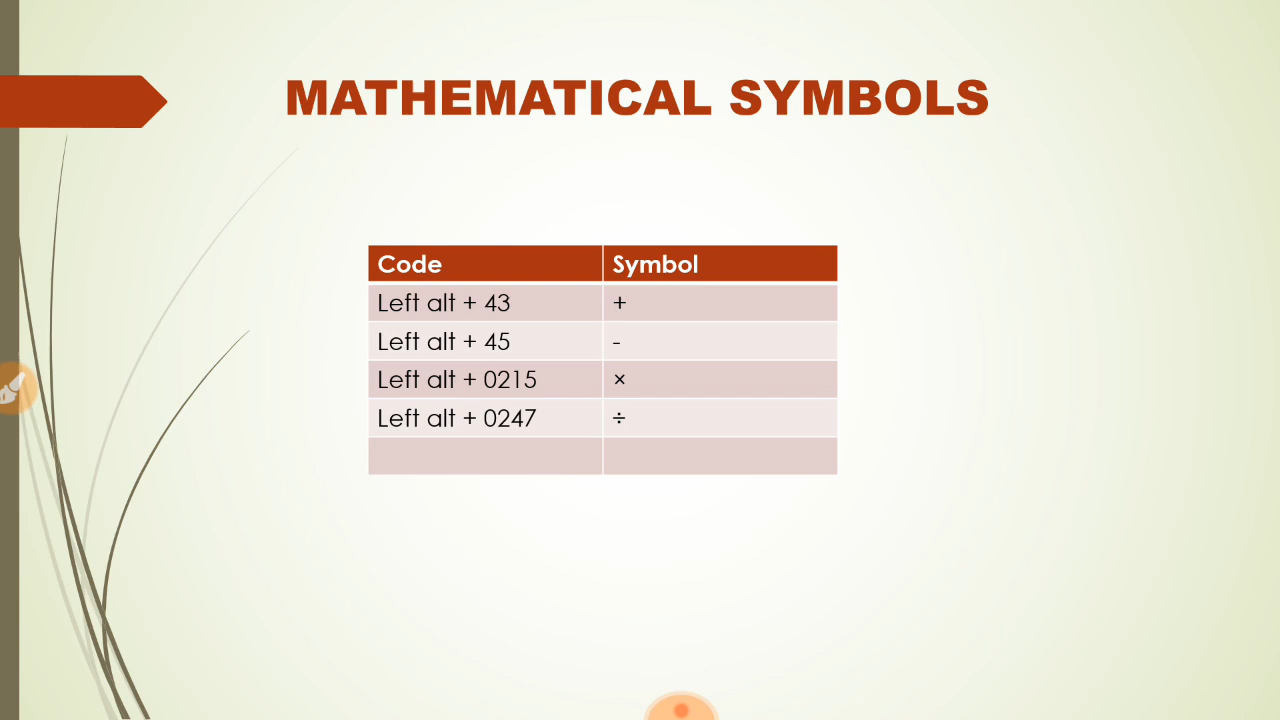 MATHEMATICAL SYMBOLS
Code Symbol
Left alt + 43 +
Left alt + 45 -
Left alt + 0215 ×
Left alt + 0247 ÷